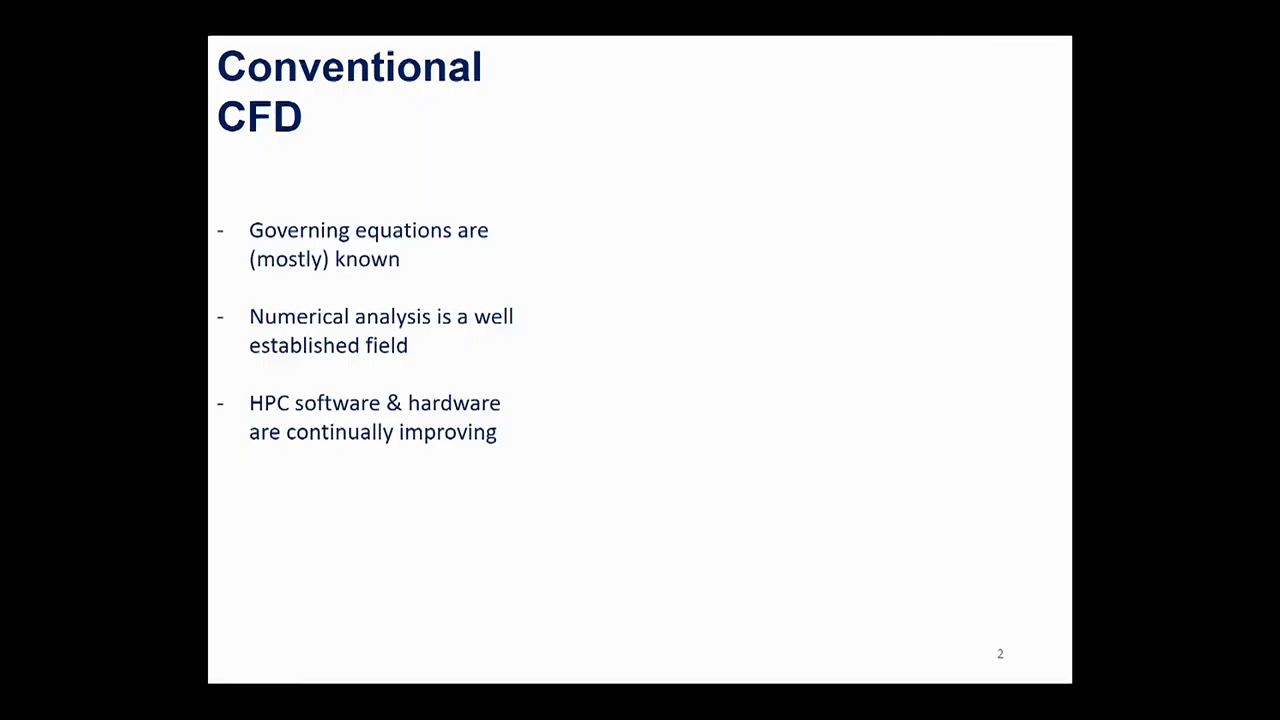 Conventional
CFD
- Governing equations are
(mostly) known
- Numerical analysis is a well
established field
- HPC software & hardware
are continually improving
2